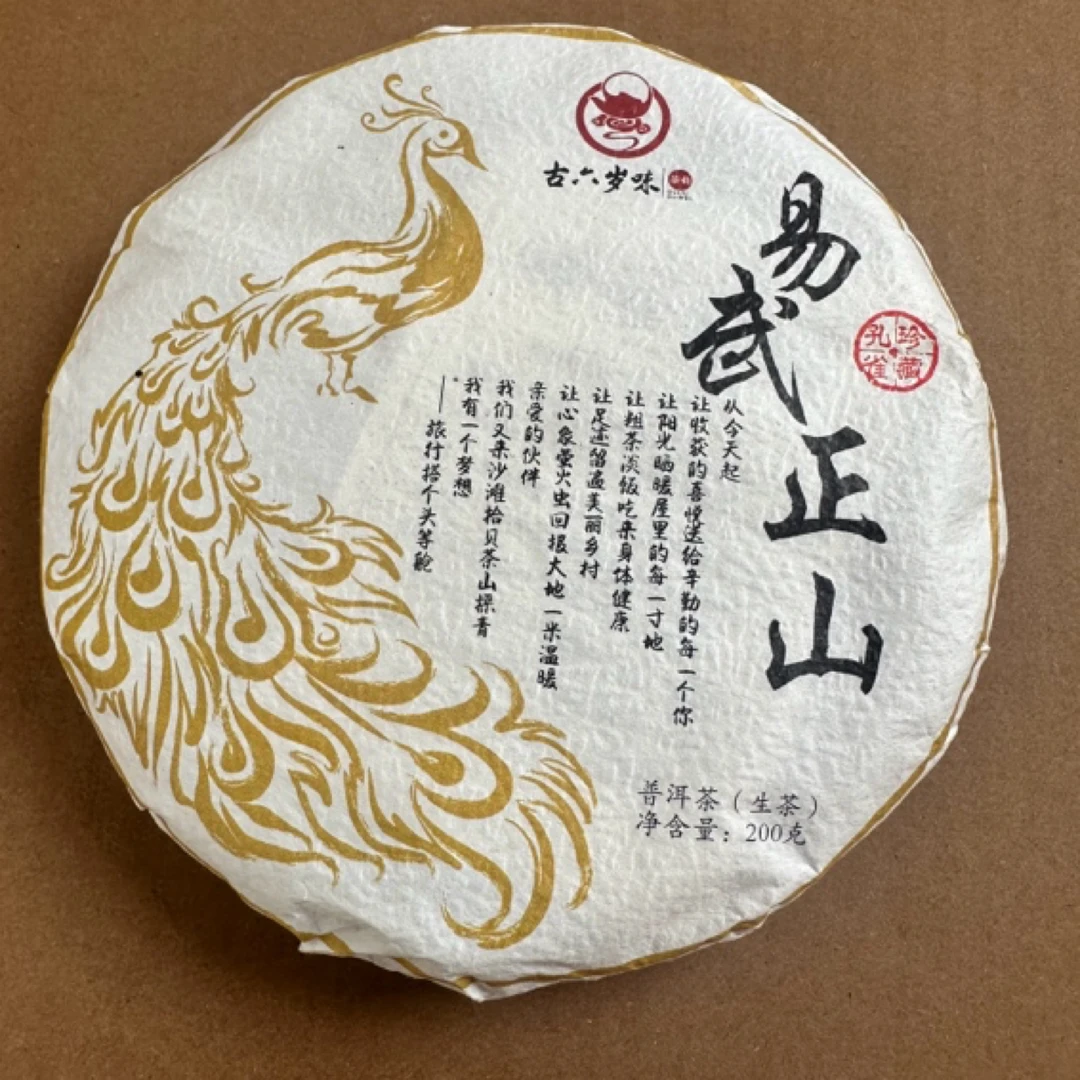 古六岁味
易武正山
孔雀
珍藏
从今天起
让收获的喜悦送给辛勤的每一个你
让阳光晒暖屋里的每一寸地
让粗茶淡饭吃来身体健康
让足迹留遍美丽乡村
让心象萤火虫回报大地一米温暖
亲爱的伙伴
我们又来沙滩拾贝茶山探青
我有一个梦想
——旅行搭个头等舱
普洱茶（生茶）
净含量：200克